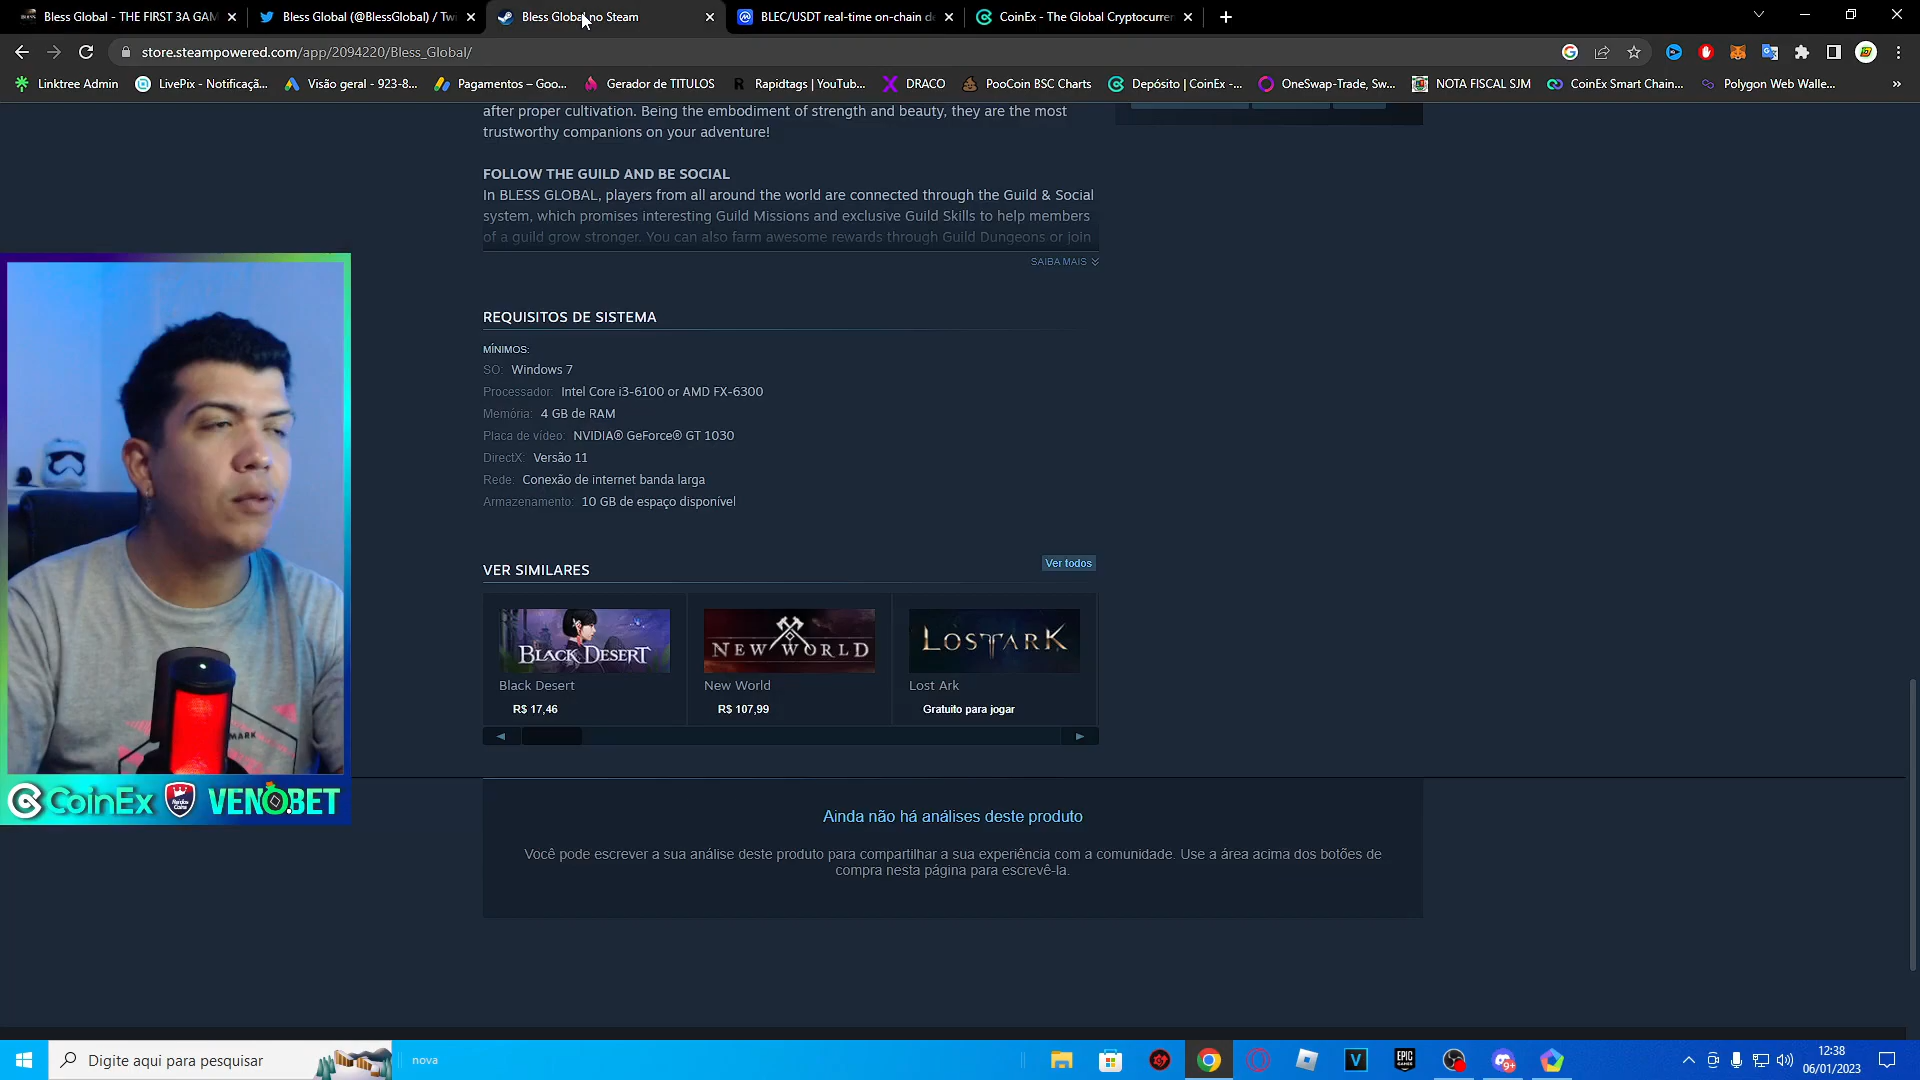 Bless Global - THE FIRST 3A GAM
Bless Global (@BlessGlobal) / Twi
Bless Global no Steam
BLEC/USDT real-time on-chain de
CoinEx - The Global Cryptocurren
store.steampowered.com/app/2094220/Bless_Global/
Linktree Admin
LivePix - Notificaçã...
Visão geral - 923-8...
Pagamentos – Goo...
Gerador de TITULOS
Rapidtags | YouTub...
DRACO
PooCoin BSC Charts
Depósito | CoinEx -...
OneSwap-Trade, Sw...
NOTA FISCAL SJM
CoinEx Smart Chain...
Polygon Web Walle...
after proper cultivation. Being the embodiment of strength and beauty, they are the most
trustworthy companions on your adventure!
FOLLOW THE GUILD AND BE SOCIAL
In BLESS GLOBAL, players from all around the world are connected through the Guild & Social
system, which promises interesting Guild Missions and exclusive Guild Skills to help members
of a guild grow stronger. You can also farm awesome rewards through Guild Dungeons or join
SAIBA MAIS
REQUISITOS DE SISTEMA
MÍNIMOS:
SO: Windows 7
Processador: Intel Core i3-6100 or AMD FX-6300
Memória: 4 GB de RAM
Placa de vídeo: NVIDIA® GeForce® GT 1030
DirectX: Versão 11
Rede: Conexão de internet banda larga
Armazenamento: 10 GB de espaço disponível
VER SIMILARES
Ver todos
BLACK DESERT
NEW WORLD
LOST ARK
Black Desert
New World
Lost Ark
R$ 17,46
R$ 107,99
Gratuito para jogar
MARK
CoinEx
VENOBET
Ainda não há análises deste produto
Você pode escrever a sua análise deste produto para compartilhar a sua experiência com a comunidade. Use a área acima dos botões de
compra nesta página para escrevê-la.
Digite aqui para pesquisar
nova
EPIC
GAMES
9+
12:38
06/01/2023